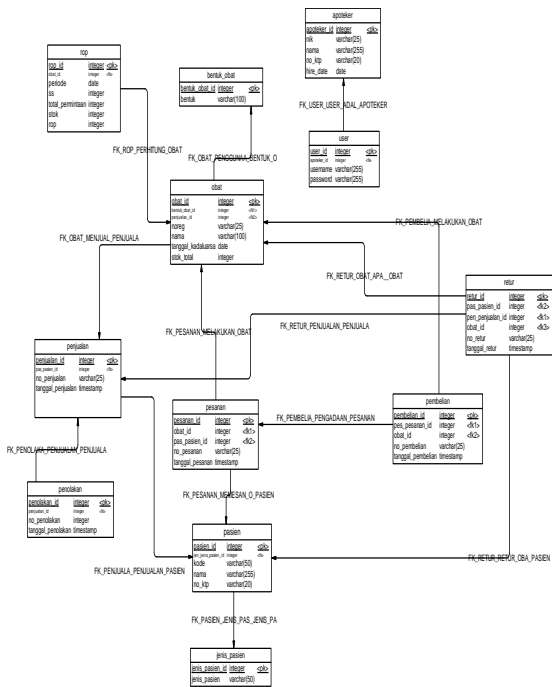 apoteker
apoteker_id integer <pk>
nik varchar(25)
nama varchar(255)
no_ktp varchar(20)
hire_date date
rop
rop_id integer <pk>
obat_id integer <fk>
periode date
ss integer
total_permintaan integer
stok integer
rop integer
bentuk_obat
bentuk_obat_id integer <pk>
bentuk varchar(100)
FK_USER_USER_ADAL_APOTEKER
user
user_id integer <pk>
apoteker_id integer <fk>
username varchar(255)
password varchar(255)
FK_ROP_PERHITUNG_OBAT
FK_OBAT_PENGGUNAA_BENTUK_O
obat
obat_id integer <pk>
bentuk_obat_id integer <fk1>
penjualan_id integer <fk2>
noreg varchar(25)
nama varchar(100)
tanggal_kadaluarsa date
stok_total integer
FK_PEMBELIA_MELAKUKAN_OBAT
FK_OBAT_MENJUAL_PENJUALA
FK_RETUR_OBAT_APA__OBAT
retur
retur_id integer <pk>
pas_pasien_id integer <fk2>
pen_penjualan_id integer <fk1>
obat_id integer <fk3>
no_retur varchar(25)
tanggal_retur timestamp
FK_PESANAN_MELAKUKAN_OBAT
FK_RETUR_PENJUALAN_PENJUALA
penjualan
penjualan_id integer <pk>
pas_pasien_id integer <fk>
no_penjualan varchar(25)
tanggal_penjualan timestamp
pesanan
pesanan_id integer <pk>
obat_id integer <fk1>
pas_pasien_id integer <fk2>
no_pesanan varchar(25)
tanggal_pesanan timestamp
FK_PEMBELIA_PENGADAAN_PESANAN
pembelian
pembelian_id integer <pk>
pes_pesanan_id integer <fk1>
obat_id integer <fk2>
no_pembelian varchar(25)
tanggal_pembelian timestamp
FK_PENOLAKA_PENJUALAN_PENJUALA
penolakan
penolakan_id integer <pk>
penjualan_id integer <fk>
no_penolakan integer
tanggal_penolakan timestamp
FK_PESANAN_MEMESAN_O_PASIEN
pasien
pasien_id integer <pk>
jen_jenis_pasien_id integer <fk>
kode varchar(50)
nama varchar(255)
no_ktp varchar(20)
FK_PENJUALA_PENJUALAN_PASIEN
FK_RETUR_RETUR_OBA_PASIEN
FK_PASIEN_JENIS_PAS_JENIS_PA
jenis_pasien
jenis_pasien_id integer <pk>
jenis_pasien varchar(50)